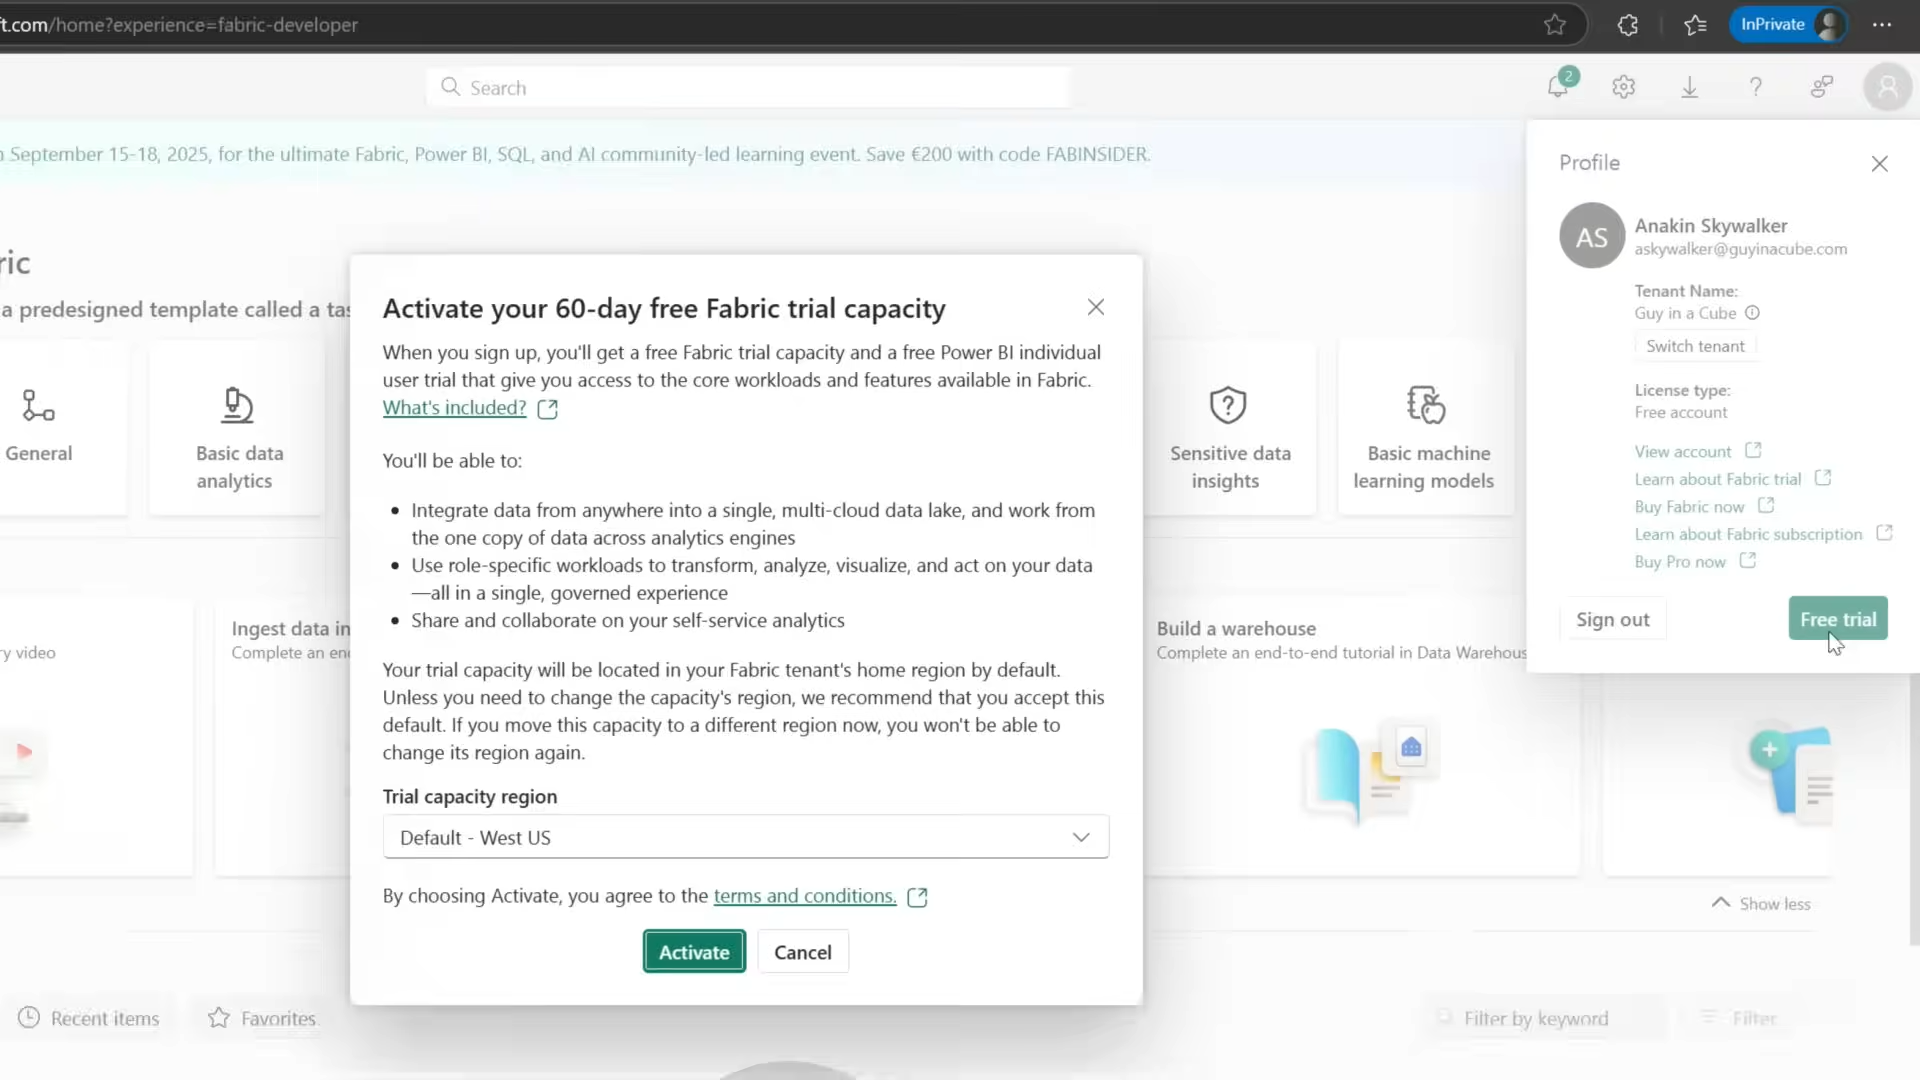 ft.com/home?experience=fabric-developer
InPrivate
Search
2
September 15-18, 2025, for the ultimate Fabric, Power BI, SQL, and AI community-led learning event. Save €200 with code FABINSIDER.
ric
a predesigned template called a tas
General
Basic data
analytics
Sensitive data
insights
Basic machine
learning models
Ingest data in
Complete an en
ry video
Build a warehouse
Complete an end-to-end tutorial in Data Warehous
Show less
Recent items
Favorites
Filter by keyword
Filter
Activate your 60-day free Fabric trial capacity
When you sign up, you'll get a free Fabric trial capacity and a free Power BI individual
user trial that give you access to the core workloads and features available in Fabric.
What's included?
You'll be able to:
• Integrate data from anywhere into a single, multi-cloud data lake, and work from
the one copy of data across analytics engines
• Use role-specific workloads to transform, analyze, visualize, and act on your data
—all in a single, governed experience
• Share and collaborate on your self-service analytics
Your trial capacity will be located in your Fabric tenant's home region by default.
Unless you need to change the capacity's region, we recommend that you accept this
default. If you move this capacity to a different region now, you won't be able to
change its region again.
Trial capacity region
Default - West US
By choosing Activate, you agree to the terms and conditions.
Activate
Cancel
Profile
AS
Anakin Skywalker
askywalker@guyinacube.com
Tenant Name:
Guy in a Cube
Switch tenant
License type:
Free account
View account
Learn about Fabric trial
Buy Fabric now
Learn about Fabric subscription
Buy Pro now
Sign out
Free trial